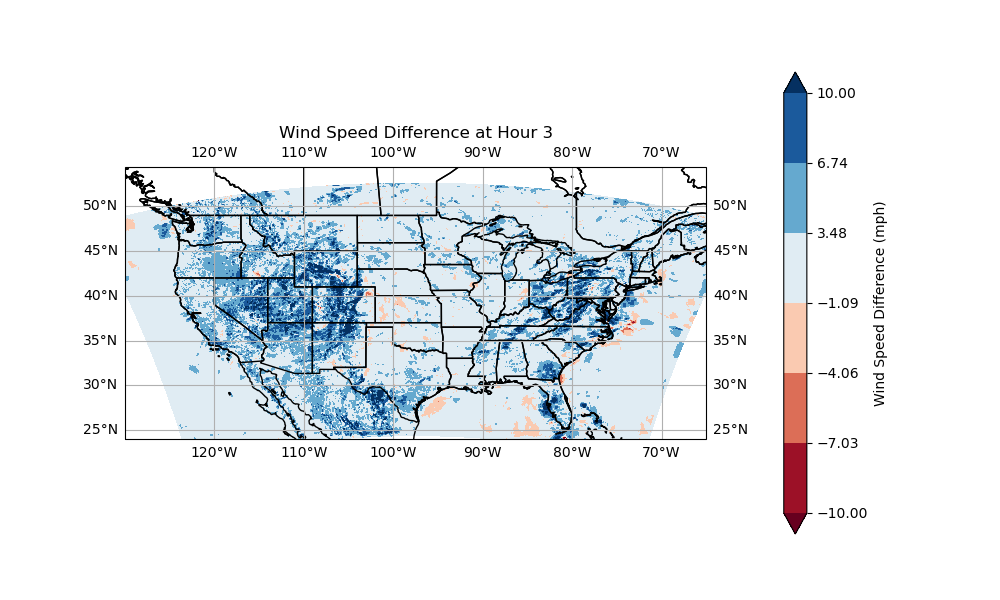 Wind Speed Difference at Hour 3
120°W 110°W 100°W 90°W 80°W 70°W
50°N 50°N
45°N 45°N
40°N 40°N
35°N 35°N
30°N 30°N
25°N 25°N
120°W 110°W 100°W 90°W 80°W 70°W
10.00
6.74
3.48
−1.09
−4.06
−7.03
−10.00
Wind Speed Difference (mph)